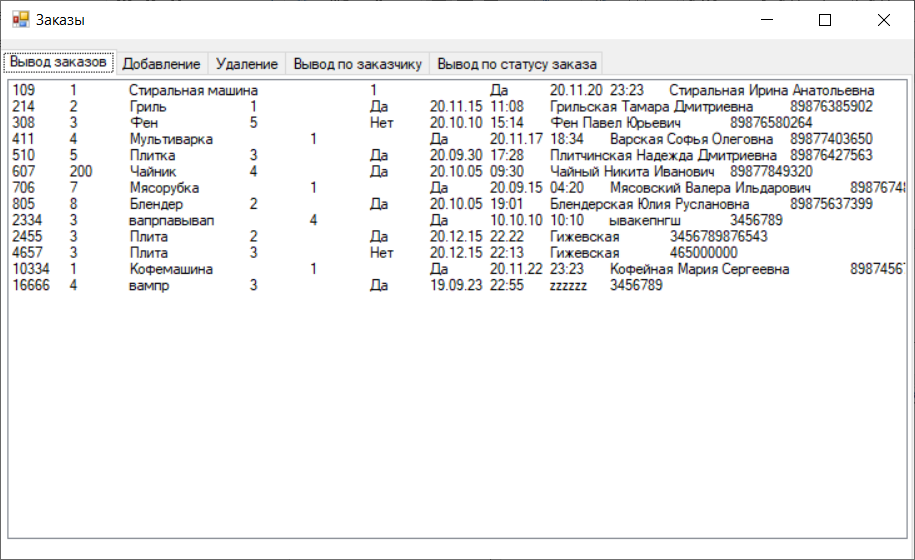 Заказы
Вывод заказов Добавление Удаление Вывод по заказчику Вывод по статусу заказа
109 1 Стиральная машина 1 Да 20.11.20 23:23 Стиральная Ирина Анатольевна
214 2 Гриль 1 Да 20.11.15 11:08 Грильская Тамара Дмитриевна 89876385902
308 3 Фен 5 Нет 20.10.10 15:14 Фен Павел Юрьевич 89876580264
411 4 Мультиварка 1 Да 20.11.17 18:34 Варская Софья Олеговна 89877403650
510 5 Плитка 3 Да 20.09.30 17:28 Плитчинская Надежда Дмитриевна 89876427563
607 200 Чайник 4 Да 20.10.05 09:30 Чайный Никита Иванович 89877849320
706 7 Мясорубка 1 Да 20.09.15 04:20 Мясовский Валера Ильдарович 8987674
805 8 Блендер 2 Да 20.10.05 19:01 Блендерская Юлия Руслановна 89875637399
2334 3 вапрпавывап 4 Да 10.10.10 10:10 ывакепнгш 3456789
2455 3 Плита 2 Да 20.12.15 22.22 Гижевская 3456789876543
4657 3 Плита 3 Нет 20.12.15 22:13 Гижевская 465000000
10334 1 Кофемашина 1 Да 20.11.22 23:23 Кофейная Мария Сергеевна 8987456
16666 4 вампр 3 Да 19.09.23 22:55 zzzzzz 3456789